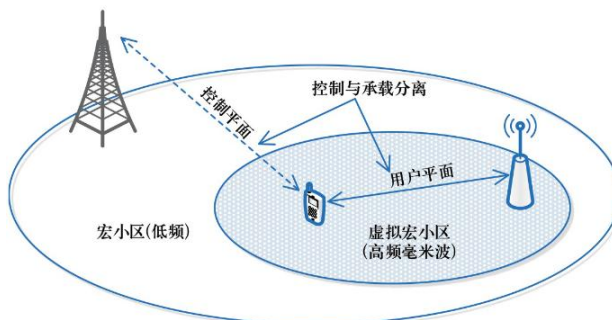 控制与承载分离
控制平面
用户平面
宏小区(低频)
虚拟宏小区
(高频毫米波)